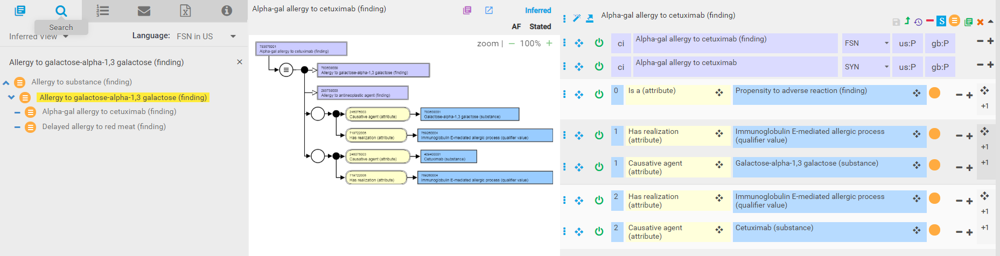 Search
Inferred View
Language: FSN in US
Allergy to galactose-alpha-1,3 galactose (finding)
Allergy to substance (finding)
Allergy to galactose-alpha-1,3 galactose (finding)
Alpha-gal allergy to cetuximab (finding)
Delayed allergy to red meat (finding)
Alpha-gal allergy to cetuximab (finding)
Inferred
AF Stated
zoom | − 100% +
Alpha-gal allergy to cetuximab (finding)
Allergy to galactose-alpha-1,3 galactose (finding)
Allergy to antineoplastic agent (finding)
246075003
Causative agent (attribute)
783609001
Galactose-alpha-1,3 galactose (substance)
719722006
Has realization (attribute)
769260004
Immunoglobulin E-mediated allergic process (qualifier value)
246075003
Causative agent (attribute)
409400001
Cetuximab (substance)
719722006
Has realization (attribute)
769260004
Immunoglobulin E-mediated allergic process (qualifier value)
Alpha-gal allergy to cetuximab (finding)
S
ci Alpha-gal allergy to cetuximab (finding) FSN us:P gb:P
ci Alpha-gal allergy to cetuximab SYN us:P gb:P
0 Is a (attribute) Propensity to adverse reaction (finding)
+1
1 Has realization (attribute) Immunoglobulin E-mediated allergic process (qualifier value)
+1
1 Causative agent (attribute) Galactose-alpha-1,3 galactose (substance)
+1
2 Has realization (attribute) Immunoglobulin E-mediated allergic process (qualifier value)
+1
2 Causative agent (attribute) Cetuximab (substance)
+1